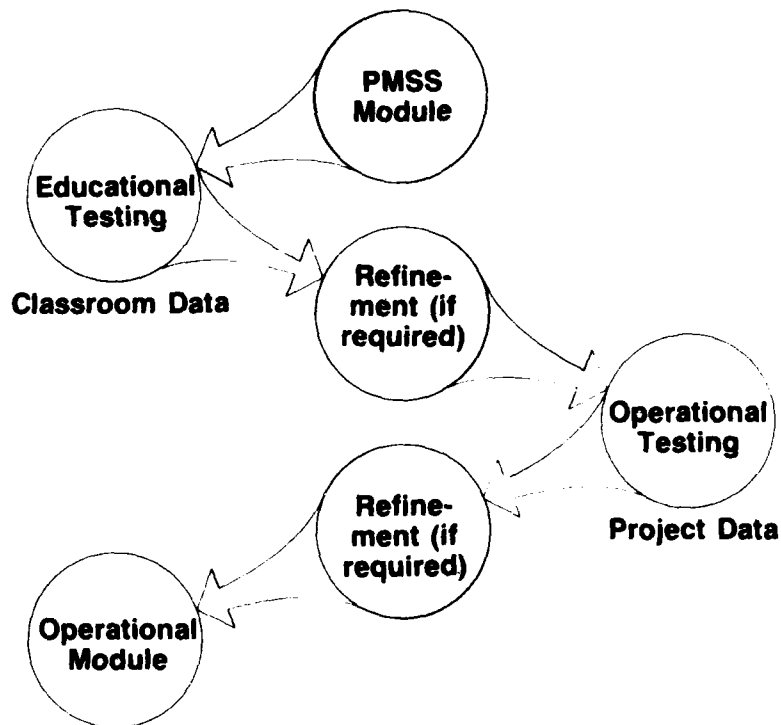 PMSS
Module
Educational
Testing
Classroom Data
Refine-
ment (if
required)
Operational
Testing
Project Data
Refine-
ment (if
required)
Operational
Module